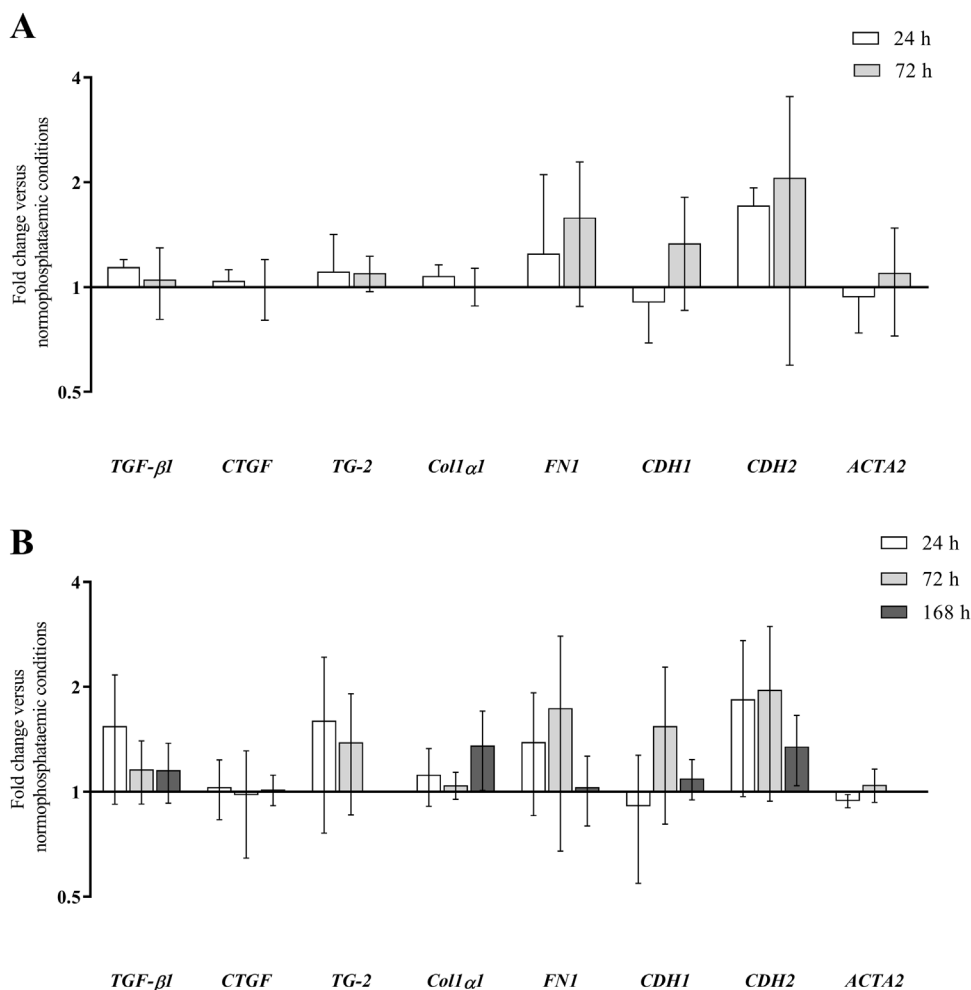 A
24 h
72 h
Fold change versus
normophosphataemic conditions
4
2
1
0.5
TGF-β1 CTGF TG-2 Col1α1 FN1 CDH1 CDH2 ACTA2
B
24 h
72 h
168 h
Fold change versus
normophosphataemic conditions
4
2
1
0.5
TGF-β1 CTGF TG-2 Col1α1 FN1 CDH1 CDH2 ACTA2